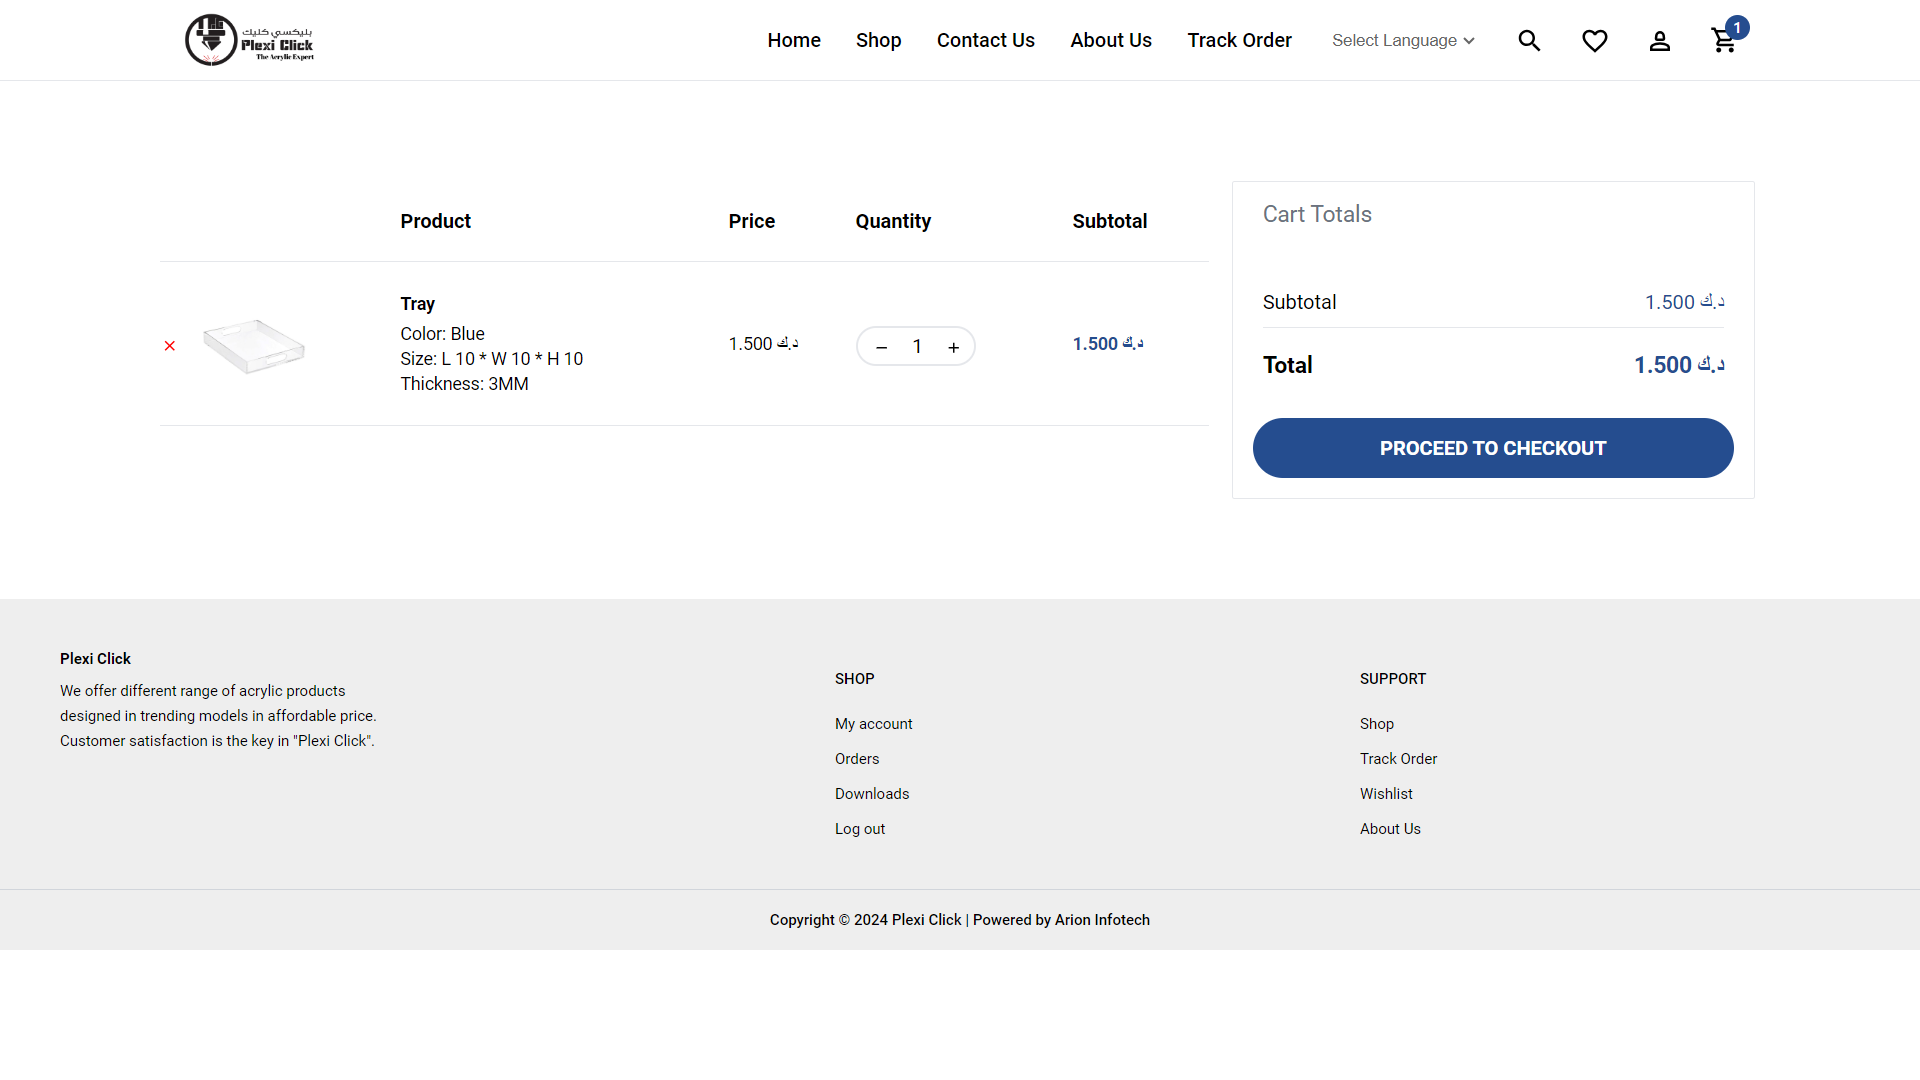 بليكسي كليك
Plexi Click
The Acrylic Expert
Home
Shop
Contact Us
About Us
Track Order
Select Language
1
Product
Price
Quantity
Subtotal
Tray
Color: Blue
Size: L 10 * W 10 * H 10
Thickness: 3MM
1.500 د.ك
− 1 +
1.500 د.ك
Cart Totals
Subtotal
1.500 د.ك
Total
1.500 د.ك
PROCEED TO CHECKOUT
Plexi Click
We offer different range of acrylic products
designed in trending models in affordable price.
Customer satisfaction is the key in "Plexi Click".
SHOP
My account
Orders
Downloads
Log out
SUPPORT
Shop
Track Order
Wishlist
About Us
Copyright © 2024 Plexi Click | Powered by Arion Infotech